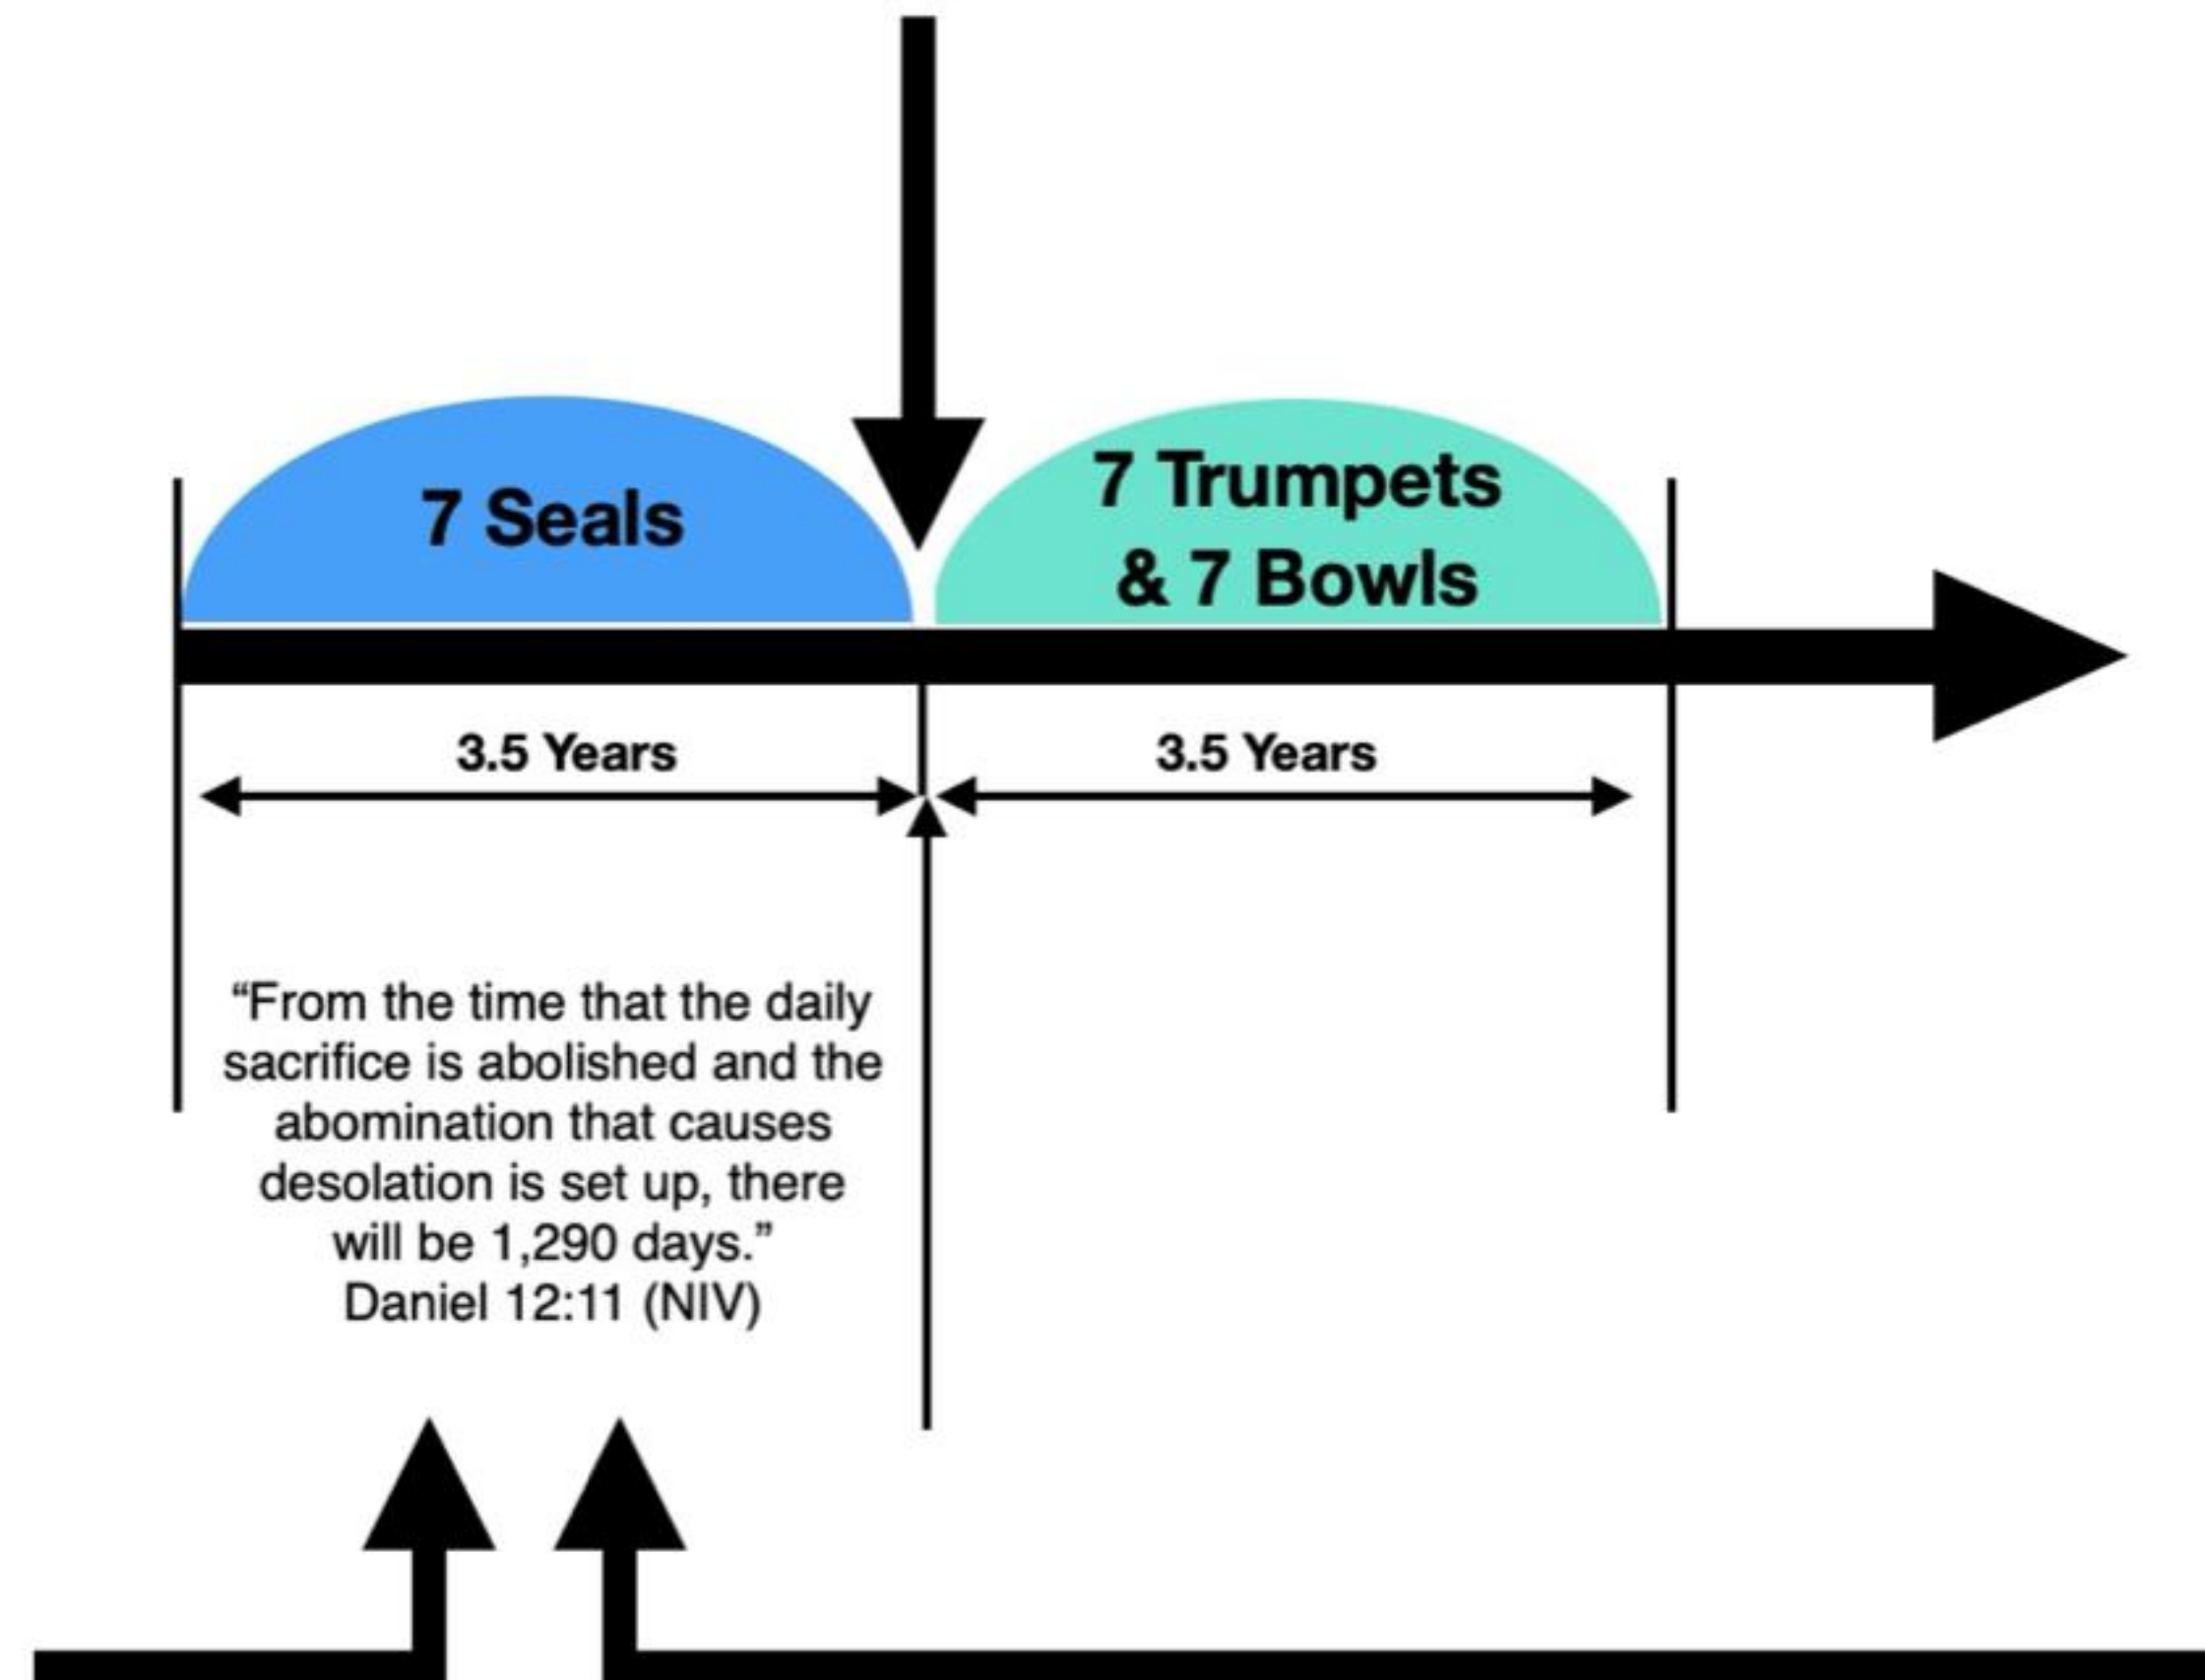 7 Seals
7 Trumpets
& 7 Bowls
3.5 Years
3.5 Years
“From the time that the daily
sacrifice is abolished and the
abomination that causes
desolation is set up, there
will be 1,290 days.”
Daniel 12:11 (NIV)